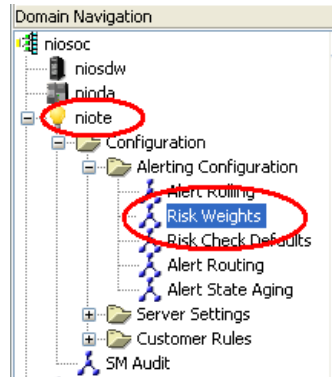 Domain Navigation
niosoc
niosdw
nioda
niote
Configuration
Alerting Configuration
Alert Rolling
Risk Weights
Risk Check Defaults
Alert Routing
Alert State Aging
Server Settings
Customer Rules
SM Audit